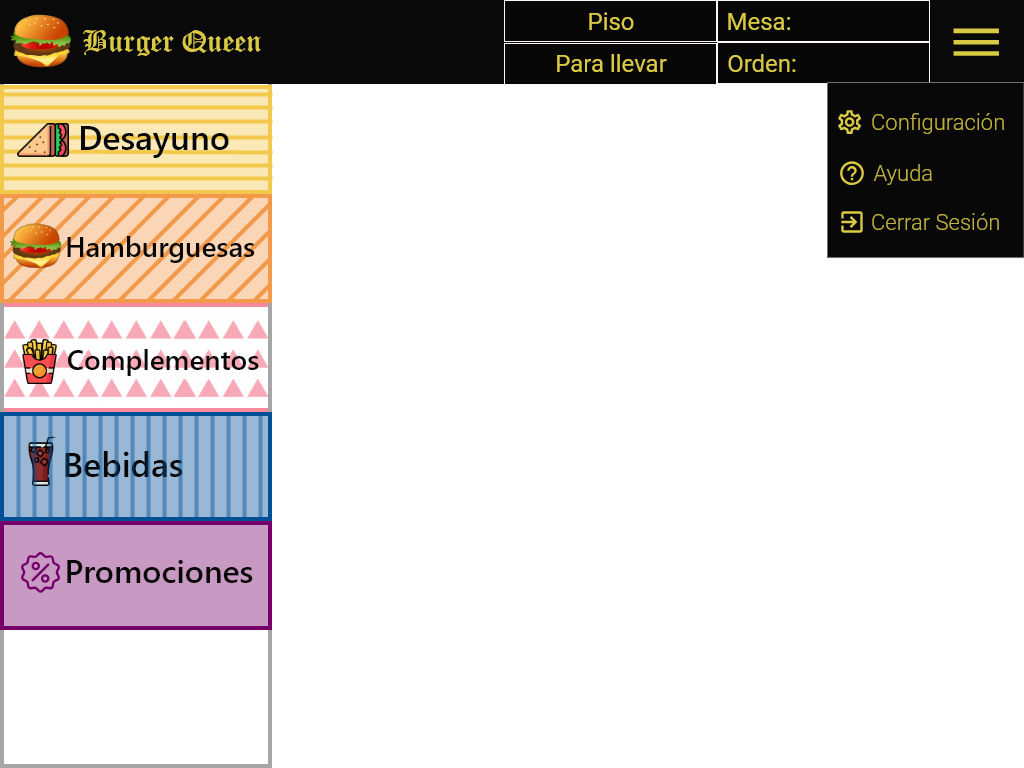 Burger Queen
Piso
Mesa:
Para llevar
Orden:
Configuración
Ayuda
Cerrar Sesión
Desayuno
Hamburguesas
Complementos
Bebidas
Promociones